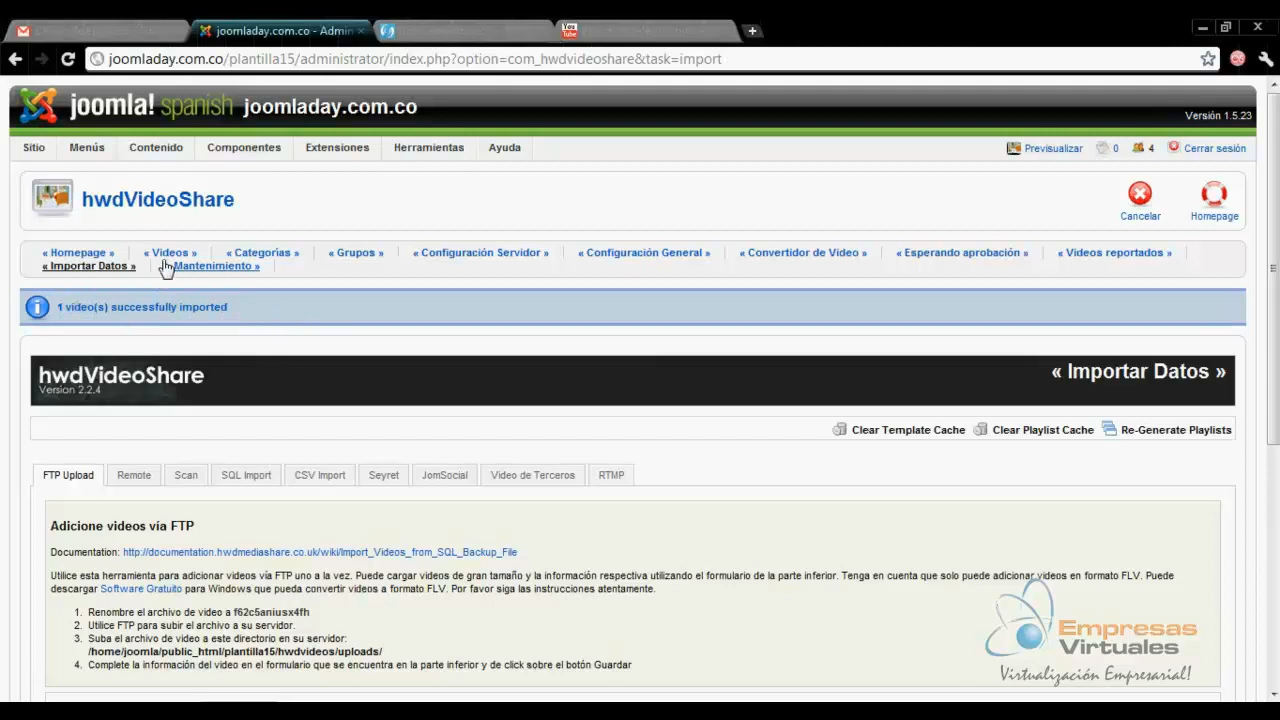 joomladay.com.co - Admin
You Tube
joomladay.com.co/plantilla15/administrator/index.php?option=com_hwdvideoshare&task=import
joomla! spanish joomladay.com.co
Versión 1.5.23
Sitio Menús Contenido Componentes Extensiones Herramientas Ayuda Previsualizar 0 4 Cerrar sesión
hwdVideoShare
Cancelar Homepage
« Homepage » « Videos » « Categorías » « Grupos » « Configuración Servidor » « Configuración General » « Convertidor de Video » « Esperando aprobación » « Videos reportados »
« Importar Datos » Mantenimiento »
1 video(s) successfully imported
hwdVideoShare « Importar Datos »
Version 2.2.4
Clear Template Cache Clear Playlist Cache Re-Generate Playlists
FTP Upload Remote Scan SQL Import CSV Import Seyret JomSocial Video de Terceros RTMP
Adicione videos vía FTP
Documentation: http://documentation.hwdmediashare.co.uk/wiki/Import_Videos_from_SQL_Backup_File
Utilice esta herramienta para adicionar videos vía FTP uno a la vez. Puede cargar videos de gran tamaño y la información respectiva utilizando el formulario de la parte inferior. Tenga en cuenta que solo puede adicionar videos en formato FLV. Puede
descargar Software Gratuito para Windows que pueda convertir videos a formato FLV. Por favor siga las instrucciones atentamente.
1. Renombre el archivo de video a f62c5aniusx4fh
2. Utilice FTP para subir el archivo a su servidor.
3. Suba el archivo de video a este directorio en su servidor:
/home/joomla/public_html/plantilla15/hwdvideos/uploads/
4. Complete la información del video en el formulario que se encuentra en la parte inferior y de click sobre el botón Guardar
Empresas
Virtuales
Virtualización Empresarial!